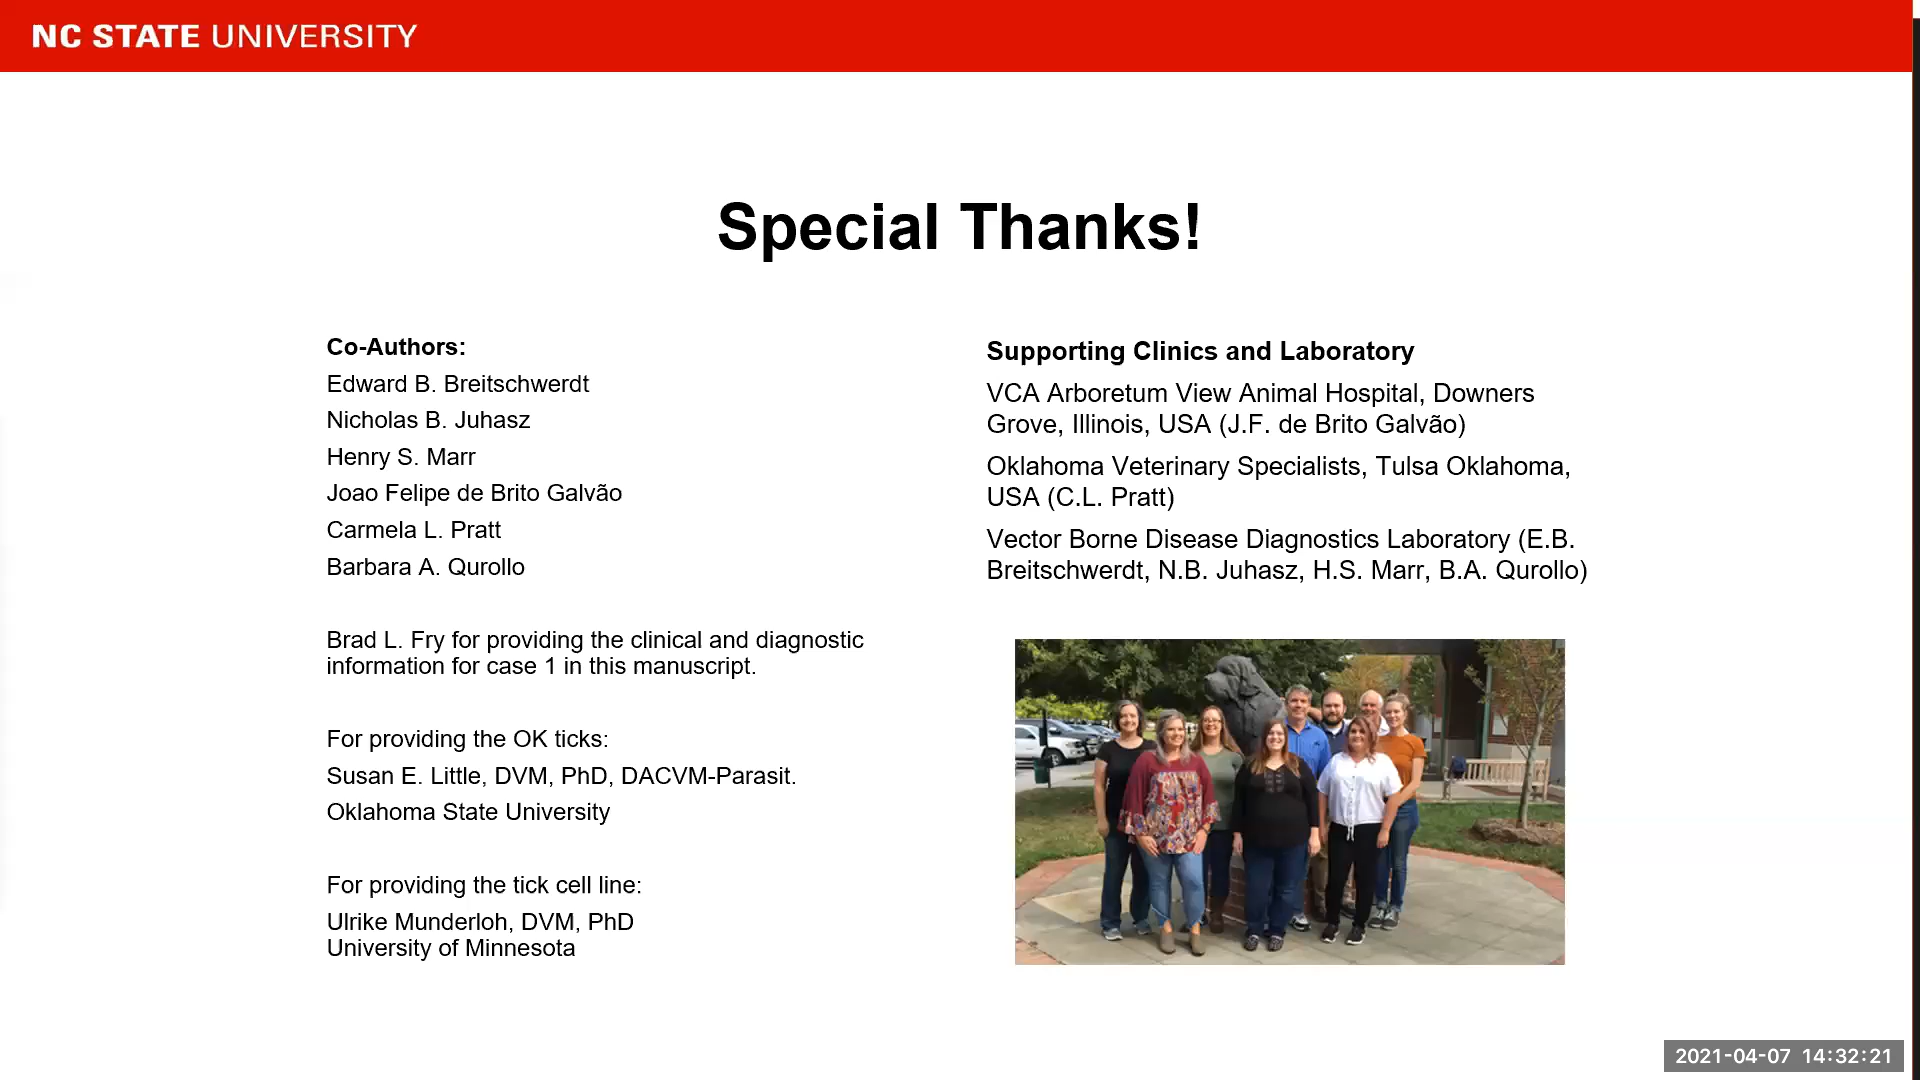 NC STATE UNIVERSITY
Special Thanks!
Co-Authors:
Edward B. Breitschwerdt
Nicholas B. Juhasz
Henry S. Marr
Joao Felipe de Brito Galvão
Carmela L. Pratt
Barbara A. Qurollo
Brad L. Fry for providing the clinical and diagnostic
information for case 1 in this manuscript.
For providing the OK ticks:
Susan E. Little, DVM, PhD, DACVM-Parasit.
Oklahoma State University
For providing the tick cell line:
Ulrike Munderloh, DVM, PhD
University of Minnesota
Supporting Clinics and Laboratory
VCA Arboretum View Animal Hospital, Downers
Grove, Illinois, USA (J.F. de Brito Galvão)
Oklahoma Veterinary Specialists, Tulsa Oklahoma,
USA (C.L. Pratt)
Vector Borne Disease Diagnostics Laboratory (E.B.
Breitschwerdt, N.B. Juhasz, H.S. Marr, B.A. Qurollo)
2021-04-07 14:32:21